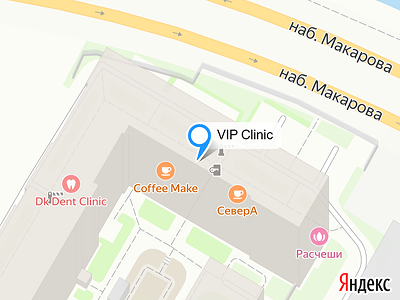 наб. Макарова
наб. Макарова
VIP Clinic
Coffee Make
Dk Dent Clinic
СеверА
Расчеши
Яндекс